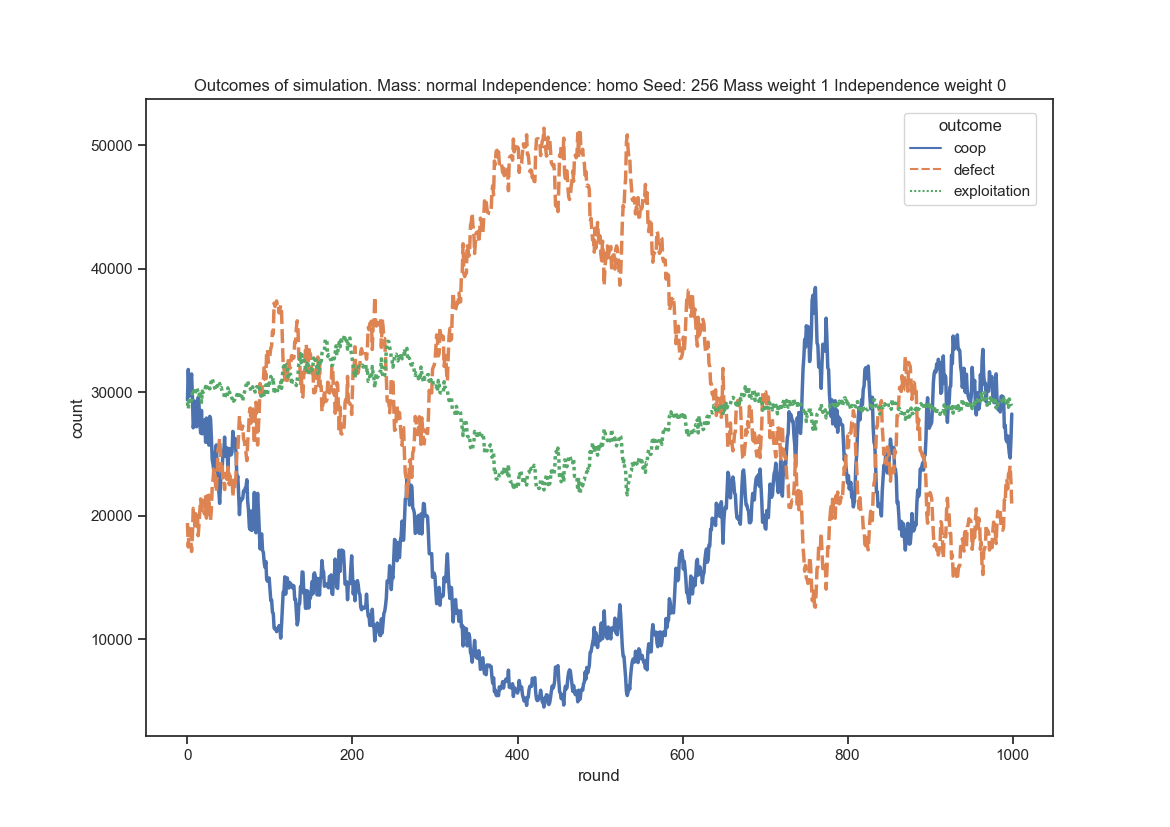 Outcomes of simulation. Mass: normal Independence: homo Seed: 256 Mass weight 1 Independence weight 0
outcome
coop
defect
exploitation
50000
40000
30000
20000
10000
count
0 200 400 600 800 1000
round